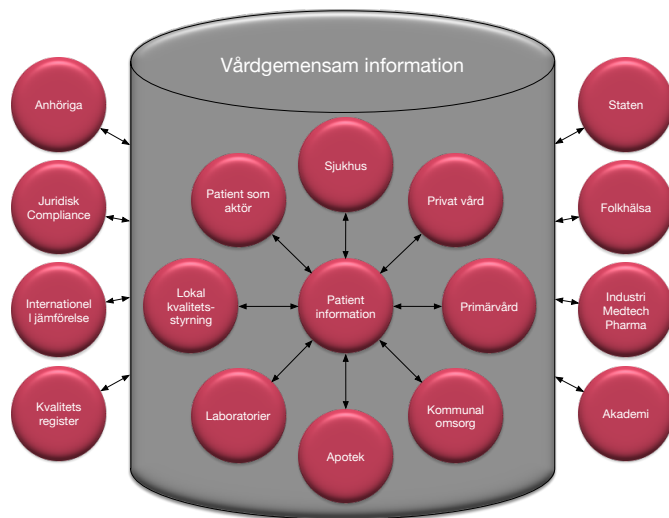 Vårdgemensam information
Anhöriga
Juridisk
Compliance
Internationel
l jämförelse
Kvalitets
register
Sjukhus
Patient som
aktör
Privat vård
Lokal
kvalitets-
styrning
Patient
information
Primärvård
Laboratorier
Kommunal
omsorg
Apotek
Staten
Folkhälsa
Industri
Medtech
Pharma
Akademi